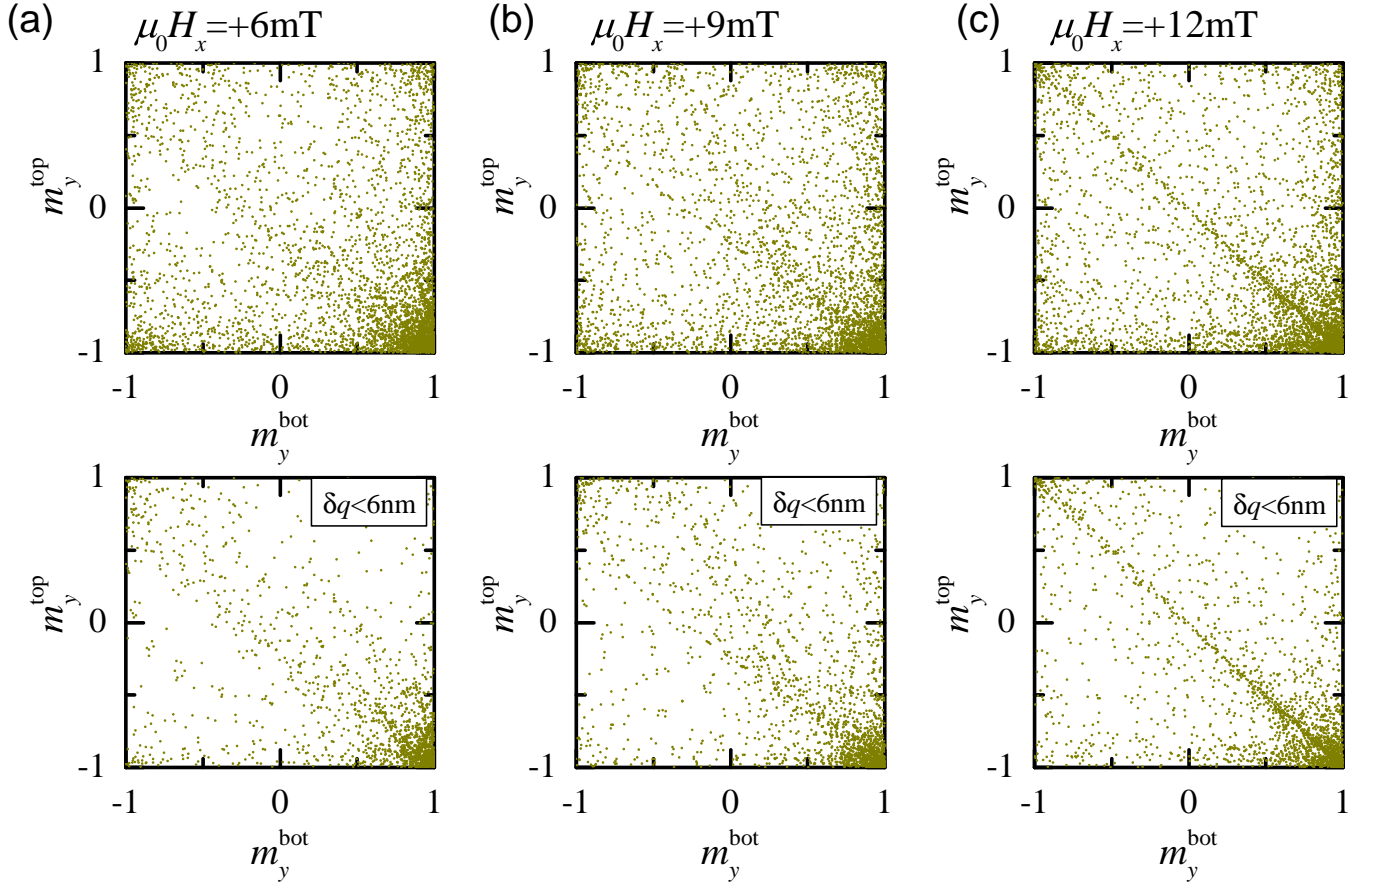 (a) μ₀Hₓ=+6mT (b) μ₀Hₓ=+9mT (c) μ₀Hₓ=+12mT
1 1 1
m_y^top m_y^top m_y^top
0 0 0
-1 -1 -1
-1 0 1 -1 0 1 -1 0 1
m_y^bot m_y^bot m_y^bot
1 1 1
δq<6nm δq<6nm δq<6nm
m_y^top m_y^top m_y^top
0 0 0
-1 -1 -1
-1 0 1 -1 0 1 -1 0 1
m_y^bot m_y^bot m_y^bot